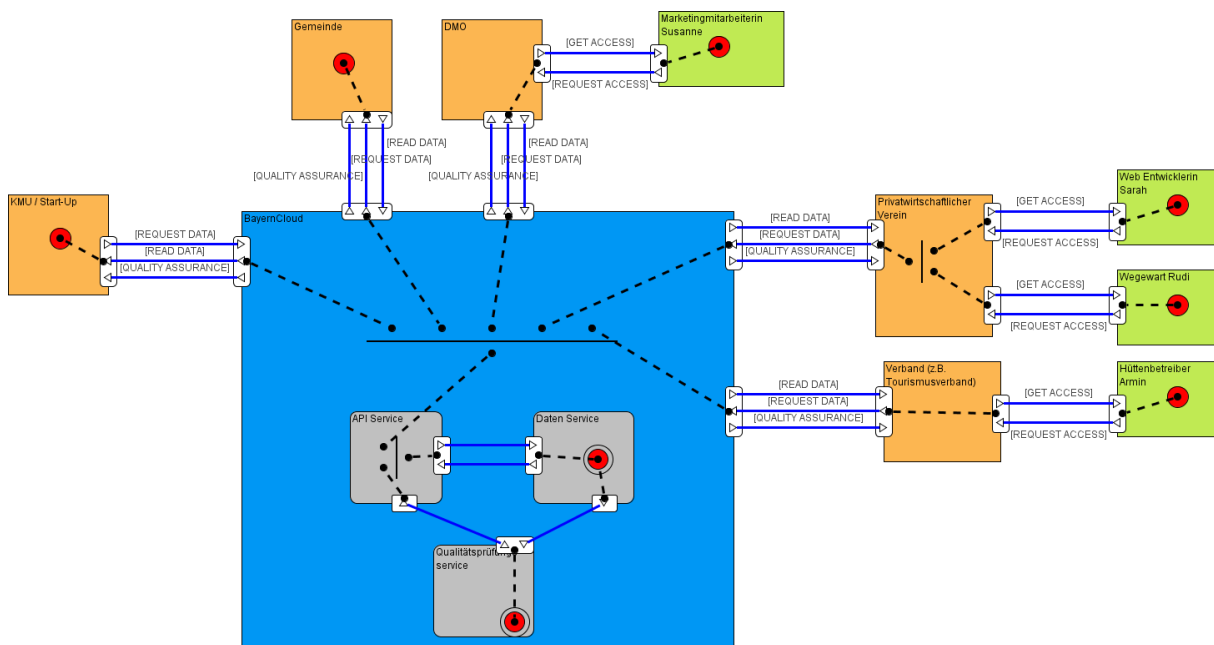 Gemeinde
DMO
Marketingmitarbeiterin
Susanne
[GET ACCESS]
[REQUEST ACCESS]
[READ DATA]
[REQUEST DATA]
[QUALITY ASSURANCE]
[READ DATA]
[REQUEST DATA]
[QUALITY ASSURANCE]
KMU / Start-Up
[REQUEST DATA]
[READ DATA]
[QUALITY ASSURANCE]
BayernCloud
[READ DATA]
[REQUEST DATA]
[QUALITY ASSURANCE]
Privatwirtschaftlicher
Verein
[GET ACCESS]
[REQUEST ACCESS]
Web Entwicklerin
Sarah
[GET ACCESS]
[REQUEST ACCESS]
Wegewart Rudi
[READ DATA]
[REQUEST DATA]
[QUALITY ASSURANCE]
Verband (z.B.
Tourismusverband)
[GET ACCESS]
[REQUEST ACCESS]
Hüttenbetreiber
Armin
API Service
Daten Service
Qualitätsprüfung
service